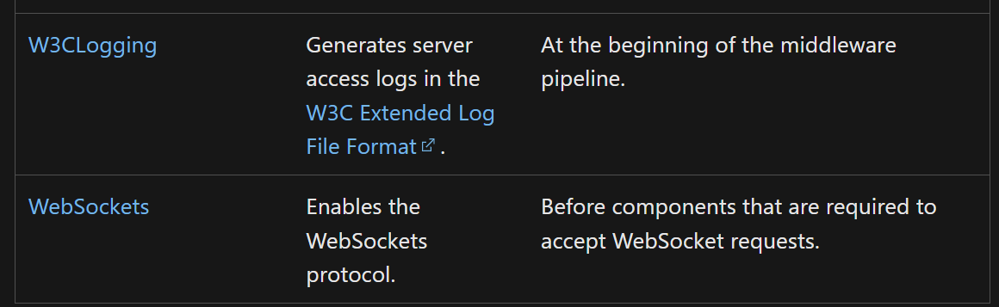 W3CLogging
Generates server
access logs in the
W3C Extended Log
File Format .
At the beginning of the middleware
pipeline.
WebSockets
Enables the
WebSockets
protocol.
Before components that are required to
accept WebSocket requests.